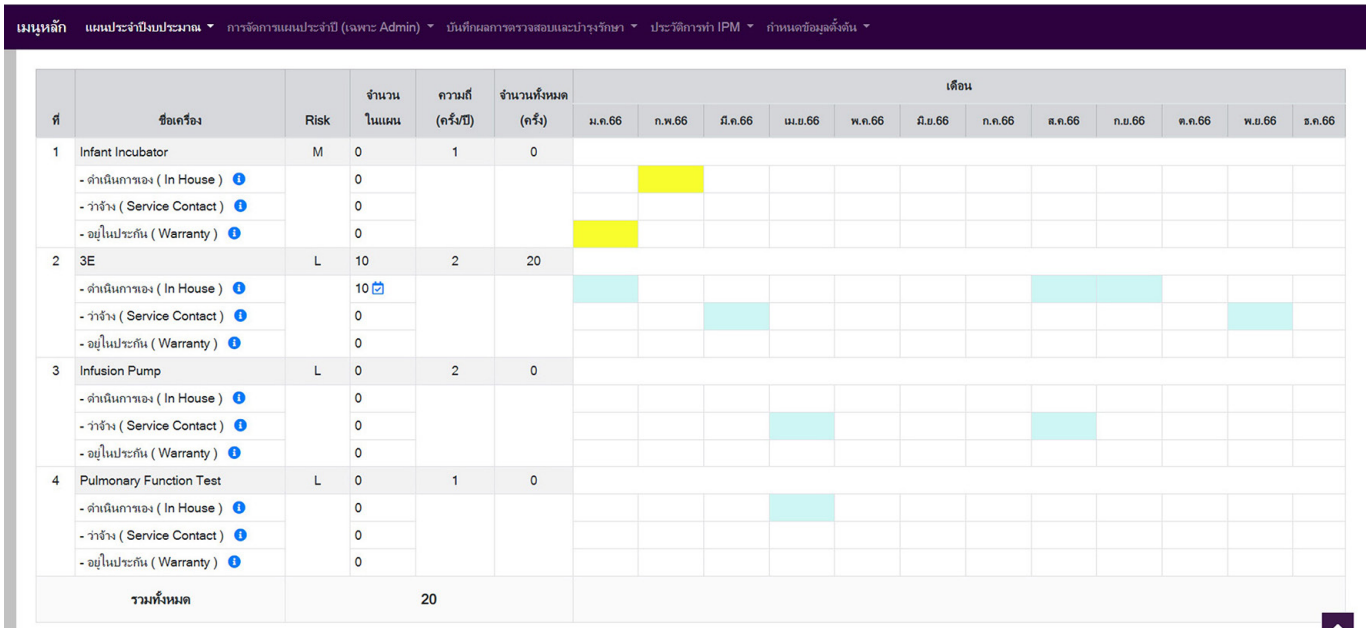 เมนูหลัก แผนประจำปีงบประมาณ การจัดการแผนประจำปี (เฉพาะ Admin) บันทึกผลการตรวจสอบและบำรุงรักษา ประวัติการทำ IPM กำหนดข้อมูลตั้งต้น
ที่ ชื่อเครื่อง Risk จำนวน ในแผน ความถี่ (ครั้ง/ปี) จำนวนทั้งหมด (ครั้ง) เดือน
ม.ค.66 ก.พ.66 มี.ค.66 เม.ย.66 พ.ค.66 มิ.ย.66 ก.ค.66 ส.ค.66 ก.ย.66 ต.ค.66 พ.ย.66 ธ.ค.66
1 Infant Incubator M 0 1 0
- ดำเนินการเอง ( In House ) 0
- ว่าจ้าง ( Service Contact ) 0
- อยู่ในประกัน ( Warranty ) 0
2 3E L 10 2 20
- ดำเนินการเอง ( In House ) 10
- ว่าจ้าง ( Service Contact ) 0
- อยู่ในประกัน ( Warranty ) 0
3 Infusion Pump L 0 2 0
- ดำเนินการเอง ( In House ) 0
- ว่าจ้าง ( Service Contact ) 0
- อยู่ในประกัน ( Warranty ) 0
4 Pulmonary Function Test L 0 1 0
- ดำเนินการเอง ( In House ) 0
- ว่าจ้าง ( Service Contact ) 0
- อยู่ในประกัน ( Warranty ) 0
รวมทั้งหมด 20